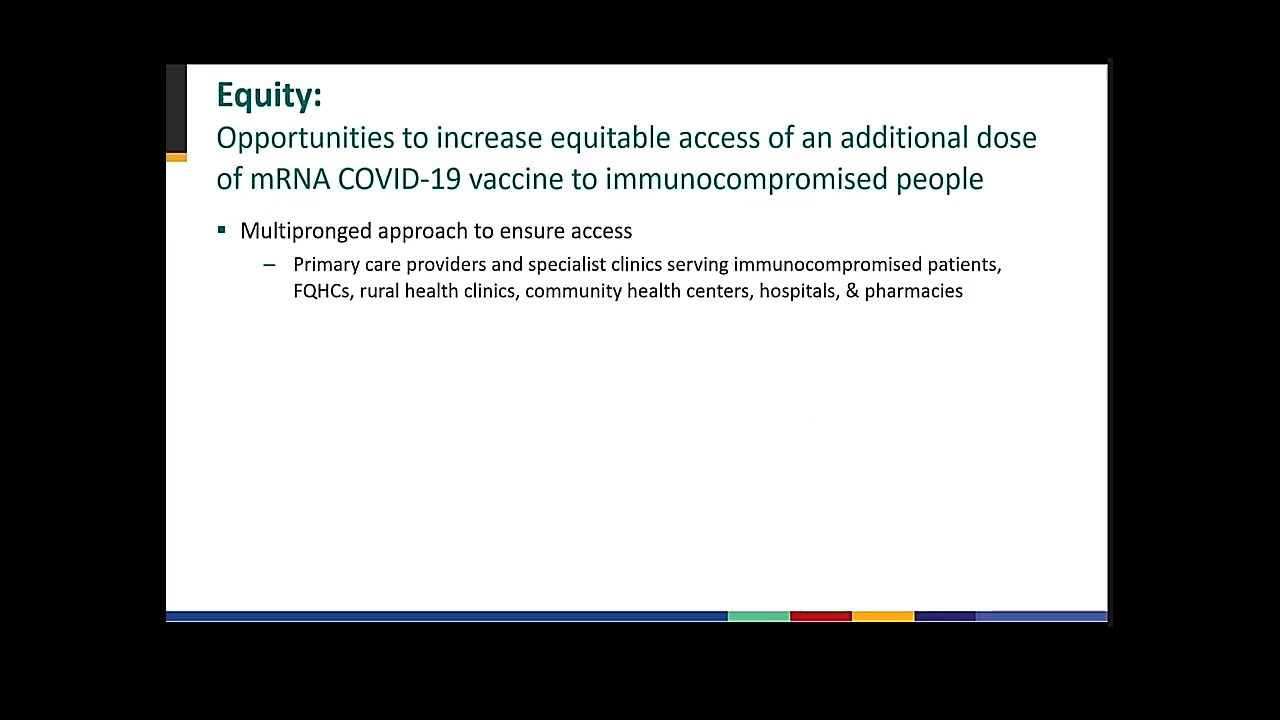 Equity:
Opportunities to increase equitable access of an additional dose
of mRNA COVID-19 vaccine to immunocompromised people
▪ Multipronged approach to ensure access
– Primary care providers and specialist clinics serving immunocompromised patients,
FQHCs, rural health clinics, community health centers, hospitals, & pharmacies